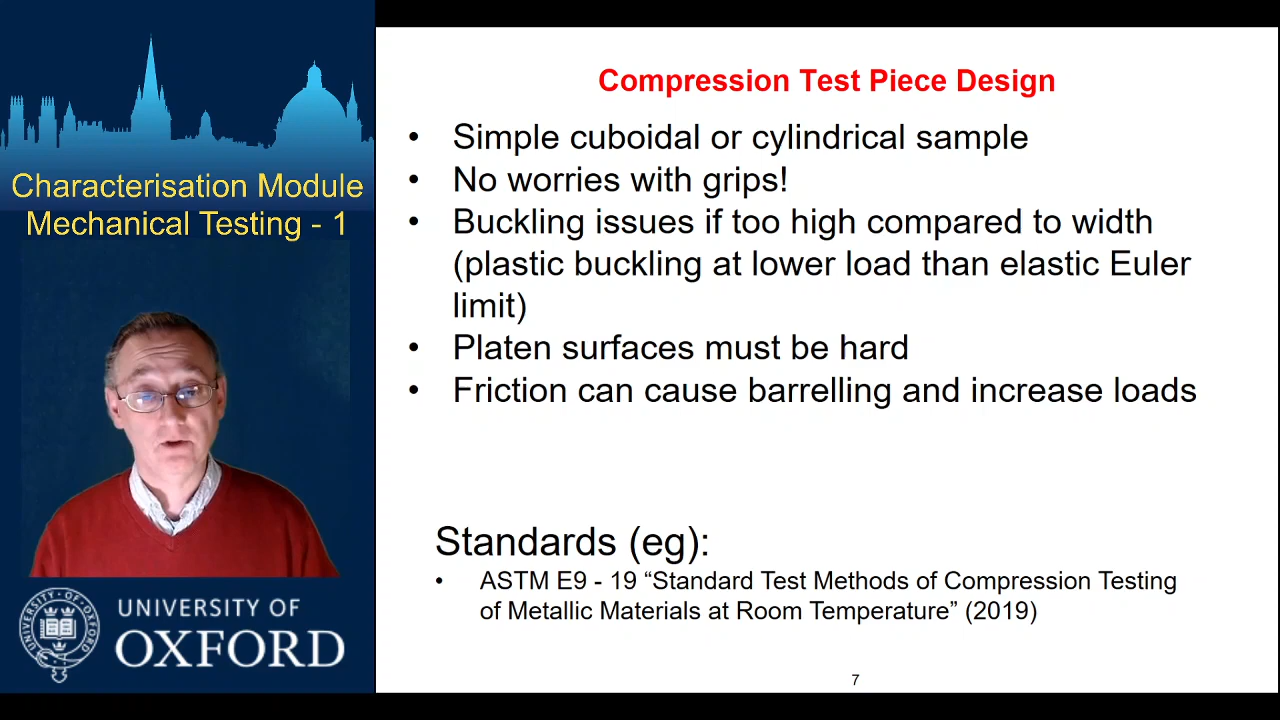 Characterisation Module
Mechanical Testing - 1
UNIVERSITY OF
OXFORD
Compression Test Piece Design
• Simple cuboidal or cylindrical sample
• No worries with grips!
• Buckling issues if too high compared to width
(plastic buckling at lower load than elastic Euler
limit)
• Platen surfaces must be hard
• Friction can cause barrelling and increase loads
Standards (eg):
• ASTM E9 - 19 “Standard Test Methods of Compression Testing
of Metallic Materials at Room Temperature” (2019)
7